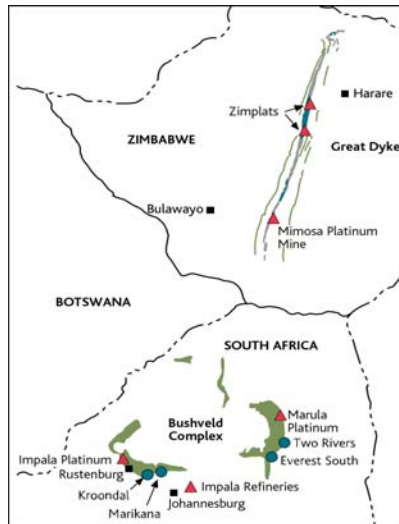 Harare
Zimplats
ZIMBABWE
Great Dyke
Bulawayo
Mimosa Platinum
Mine
BOTSWANA
SOUTH AFRICA
Bushveld
Complex
Marula
Platinum
Two Rivers
Everest South
Impala Platinum
Rustenburg
Kroondal
Marikana
Impala Refineries
Johannesburg